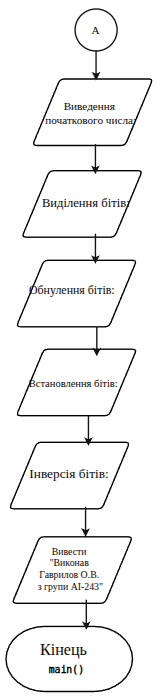 A
Виведення
початкового числа:
Виділення бітів:
Обнулення бітів:
Встановлення бітів:
Інверсія бітів:
Вивести
"Виконав
Гаврилов О.В.
з групи АІ-243"
Кінець
main()